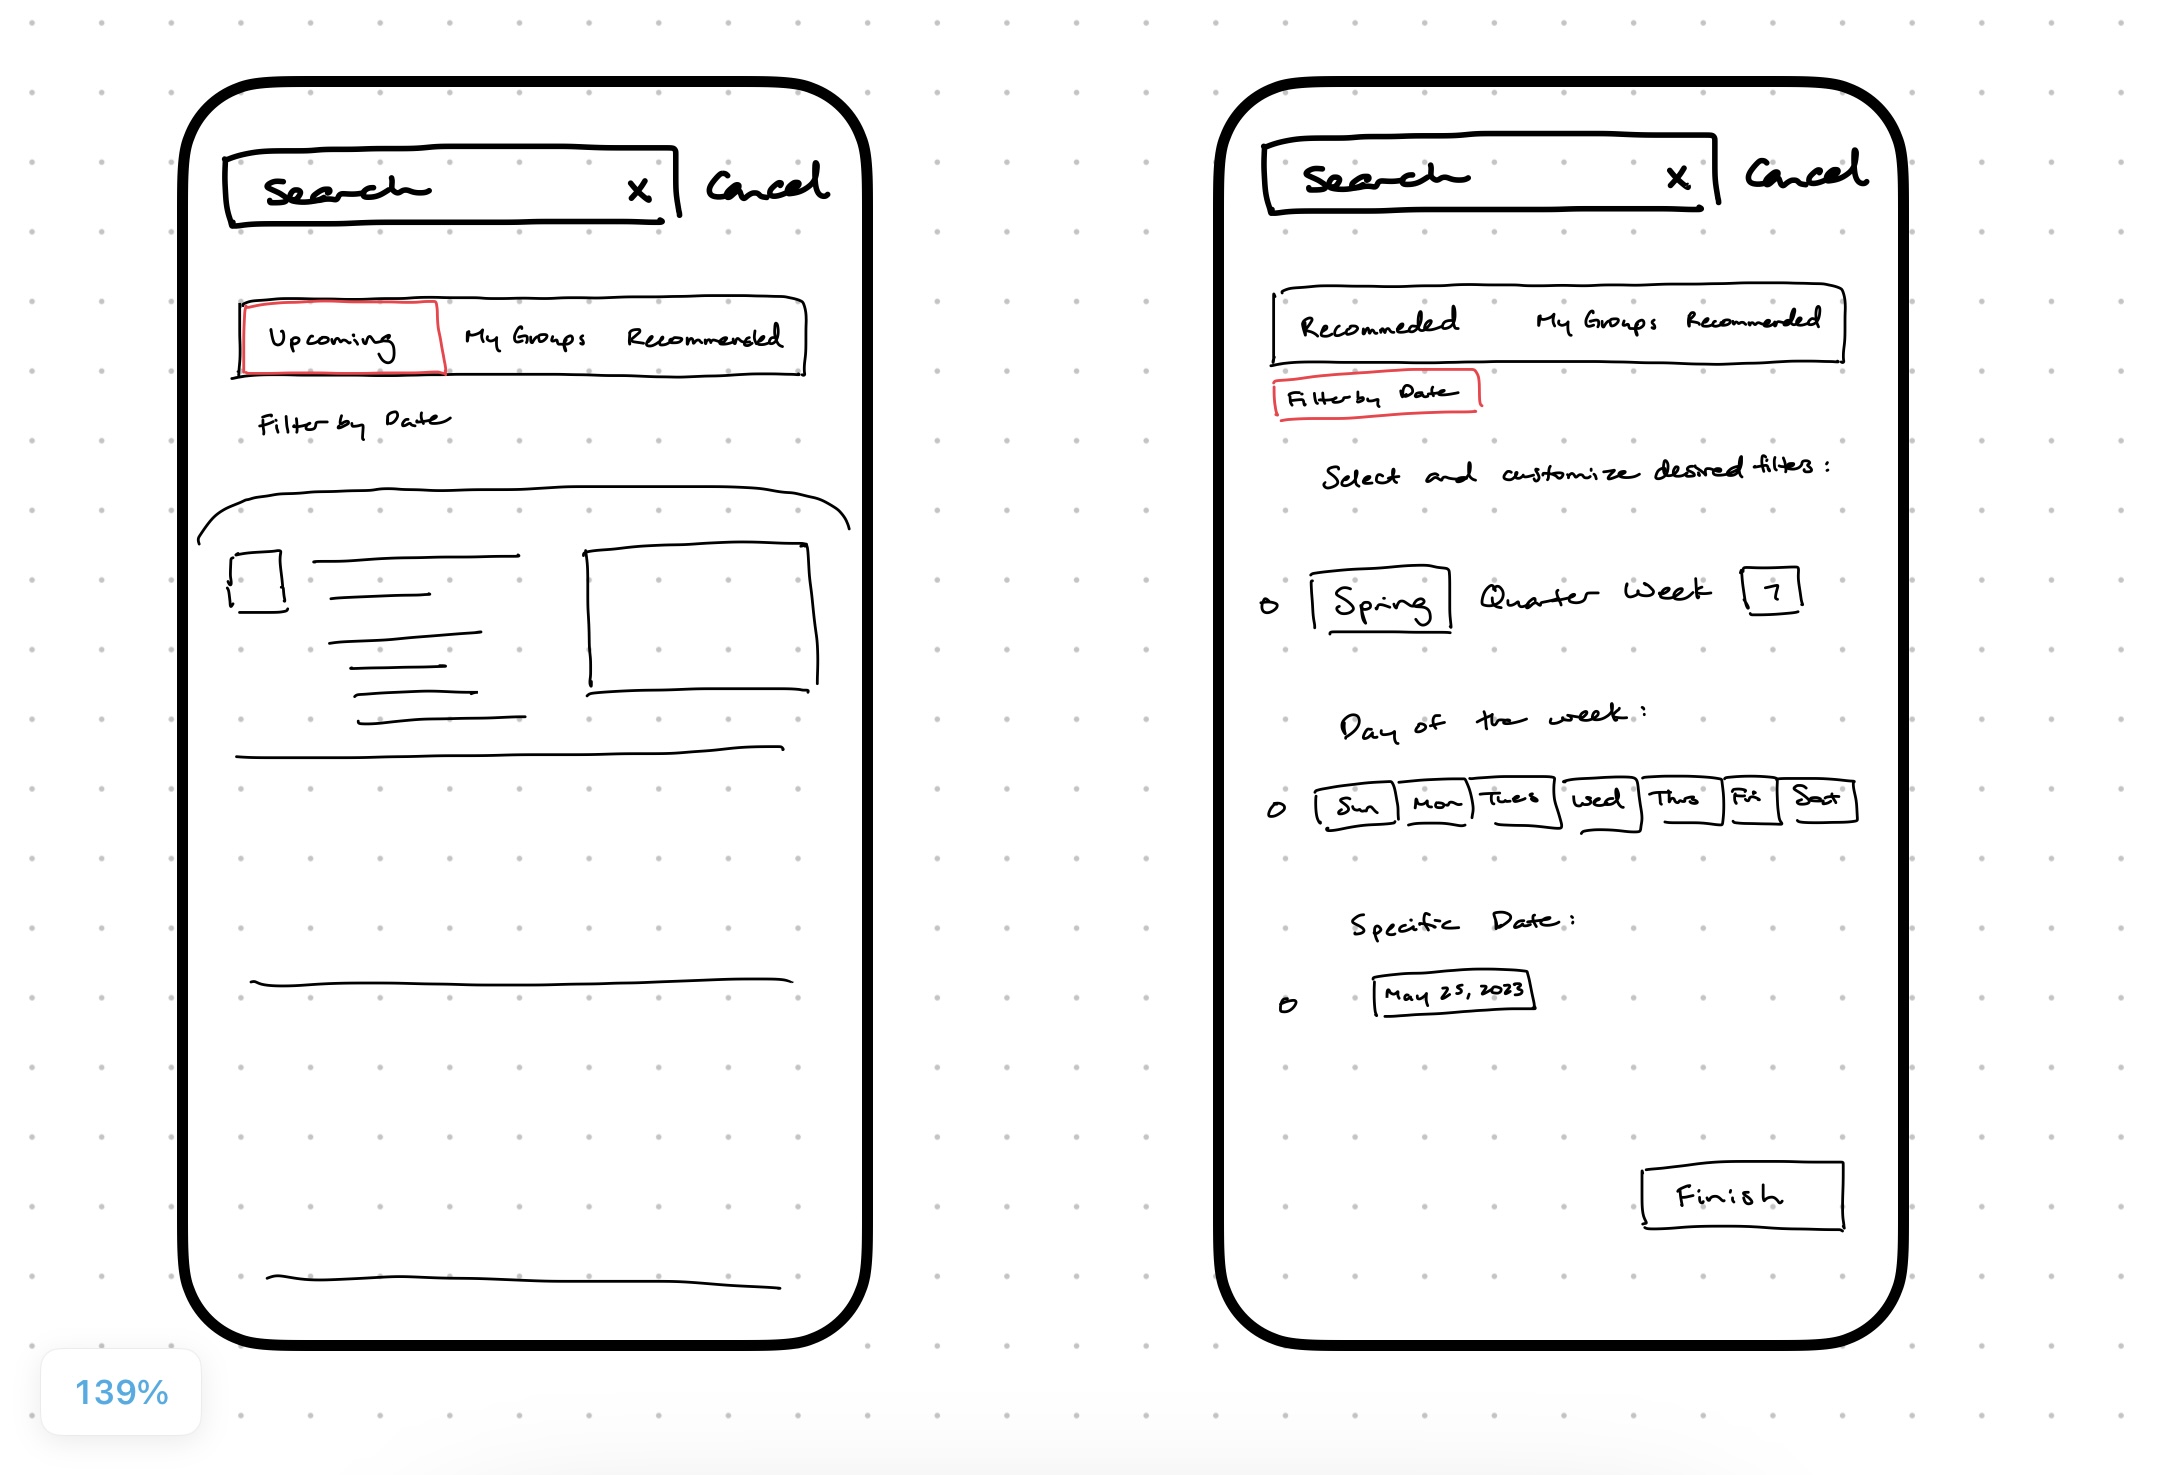 Search X Cancel
Upcoming My Groups Recommended
Filter by Date
Search X Cancel
Recommeded My Groups Recommended
Filter by Date
Select and customize desired filters:
Spring Quarter Week 7
Day of the week:
Sun Mon Tues Wed Thurs Fri Sat
Specific Date:
May 25, 2023
Finish
139%